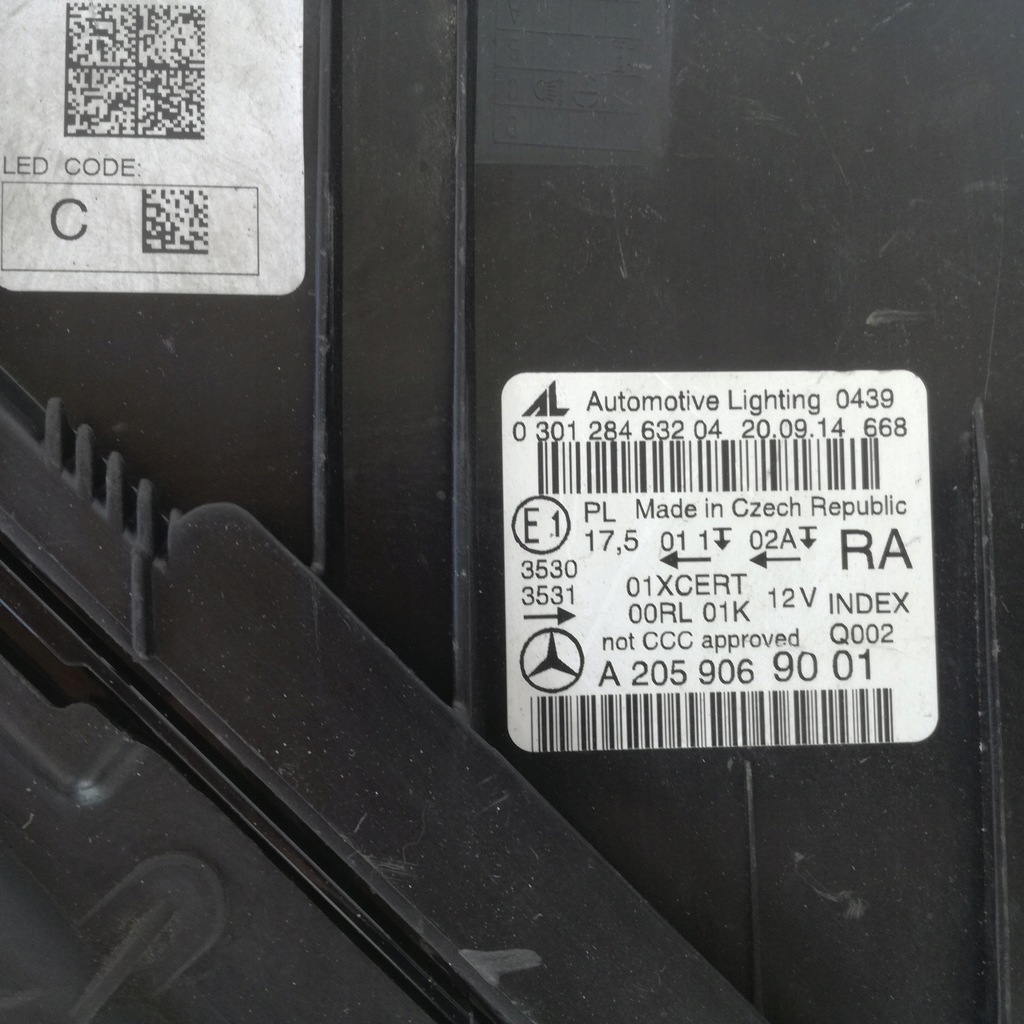 LED CODE:
C
AL Automotive Lighting 0439
0 301 284 632 04 20.09.14 668
E1 PL Made in Czech Republic
17,5 01 1 02A RA
3530
3531
01XCERT
00RL 01K 12V INDEX
not CCC approved Q002
A 205 906 90 01